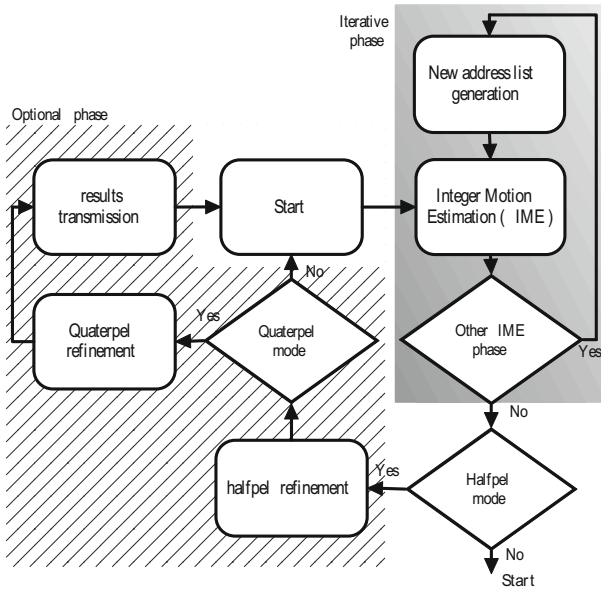 Iterative
phase
New address list
generation
Optional phase
results
transmission
Start
Integer Motion
Estimation ( IME )
No
Yes
Quaterpel
refinement
Quaterpel
mode
Other IME
phase
Yes
No
halfpel refinement
Yes
Halfpel
mode
No
Start